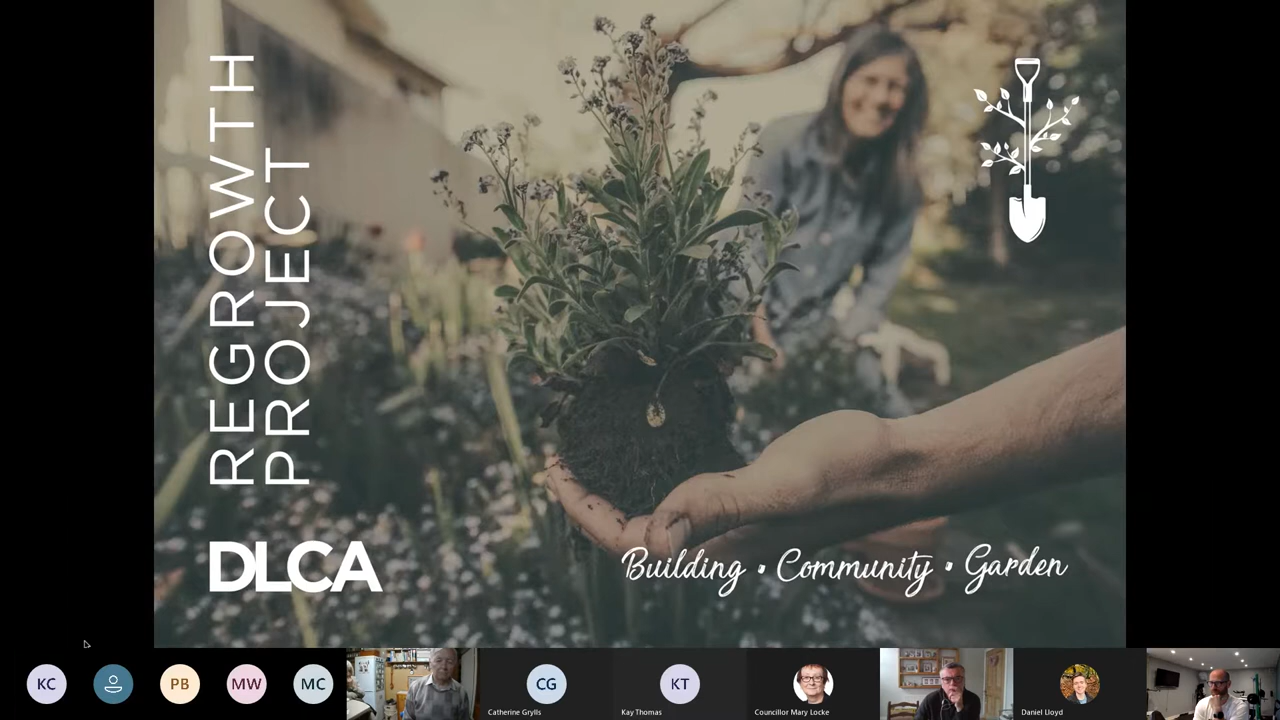 REGROWTH
PROJECT
DLCA
Building • Community • Garden
KC
PB
MW
MC
CG
Catherine Grylls
KT
Kay Thomas
Councillor Mary Locke
Daniel Lloyd